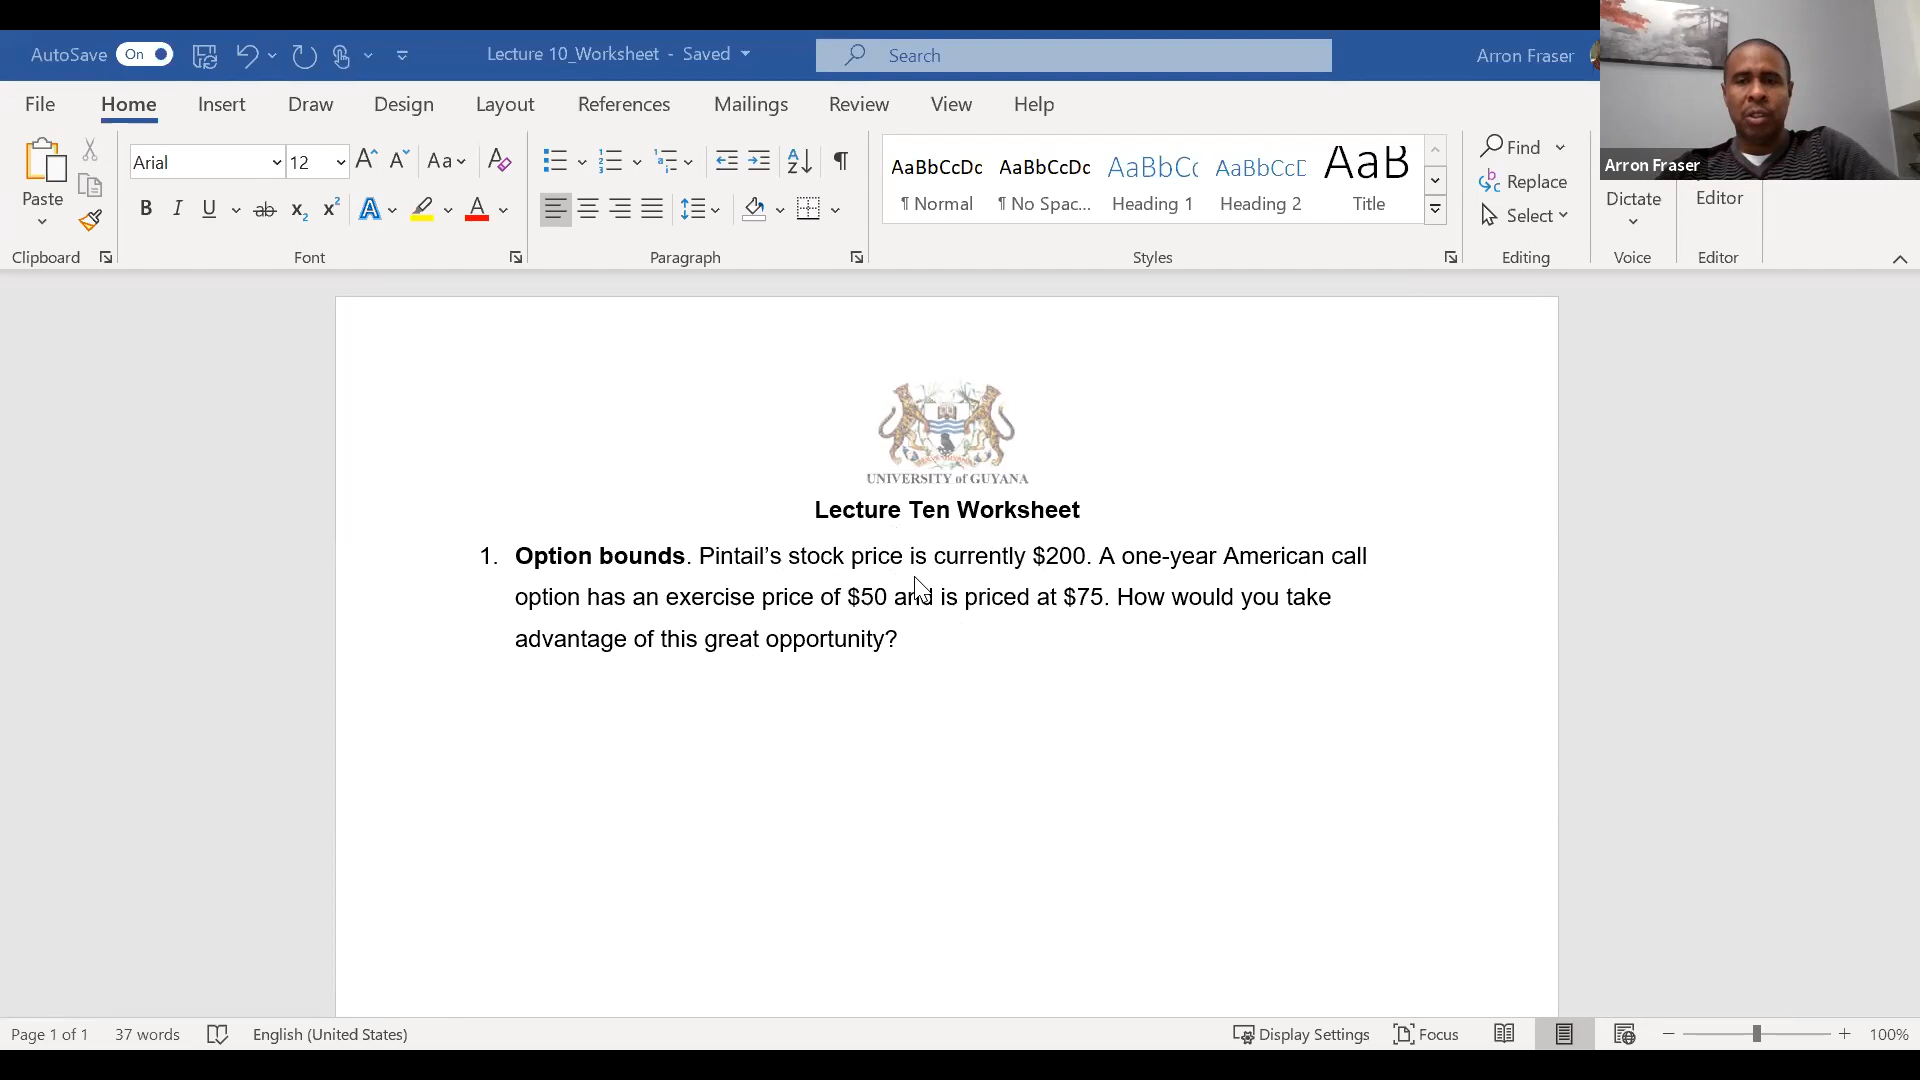 AutoSave On Lecture 10_Worksheet - Saved Search Arron Fraser
File Home Insert Draw Design Layout References Mailings Review View Help
Arial 12 Aa
AaBbCcDc AaBbCcDc AaBbCc AaBbCcE AaB
Find
Paste
Replace
Arron Fraser
B I U ab x2 x2 A A
¶ Normal ¶ No Spac... Heading 1 Heading 2 Title
Select
Dictate Editor
Clipboard Font Paragraph Styles Editing Voice Editor
UNIVERSITY of GUYANA
Lecture Ten Worksheet
1. Option bounds. Pintail’s stock price is currently $200. A one-year American call
option has an exercise price of $50 and is priced at $75. How would you take
advantage of this great opportunity?
Page 1 of 1 37 words English (United States) Display Settings Focus 100%